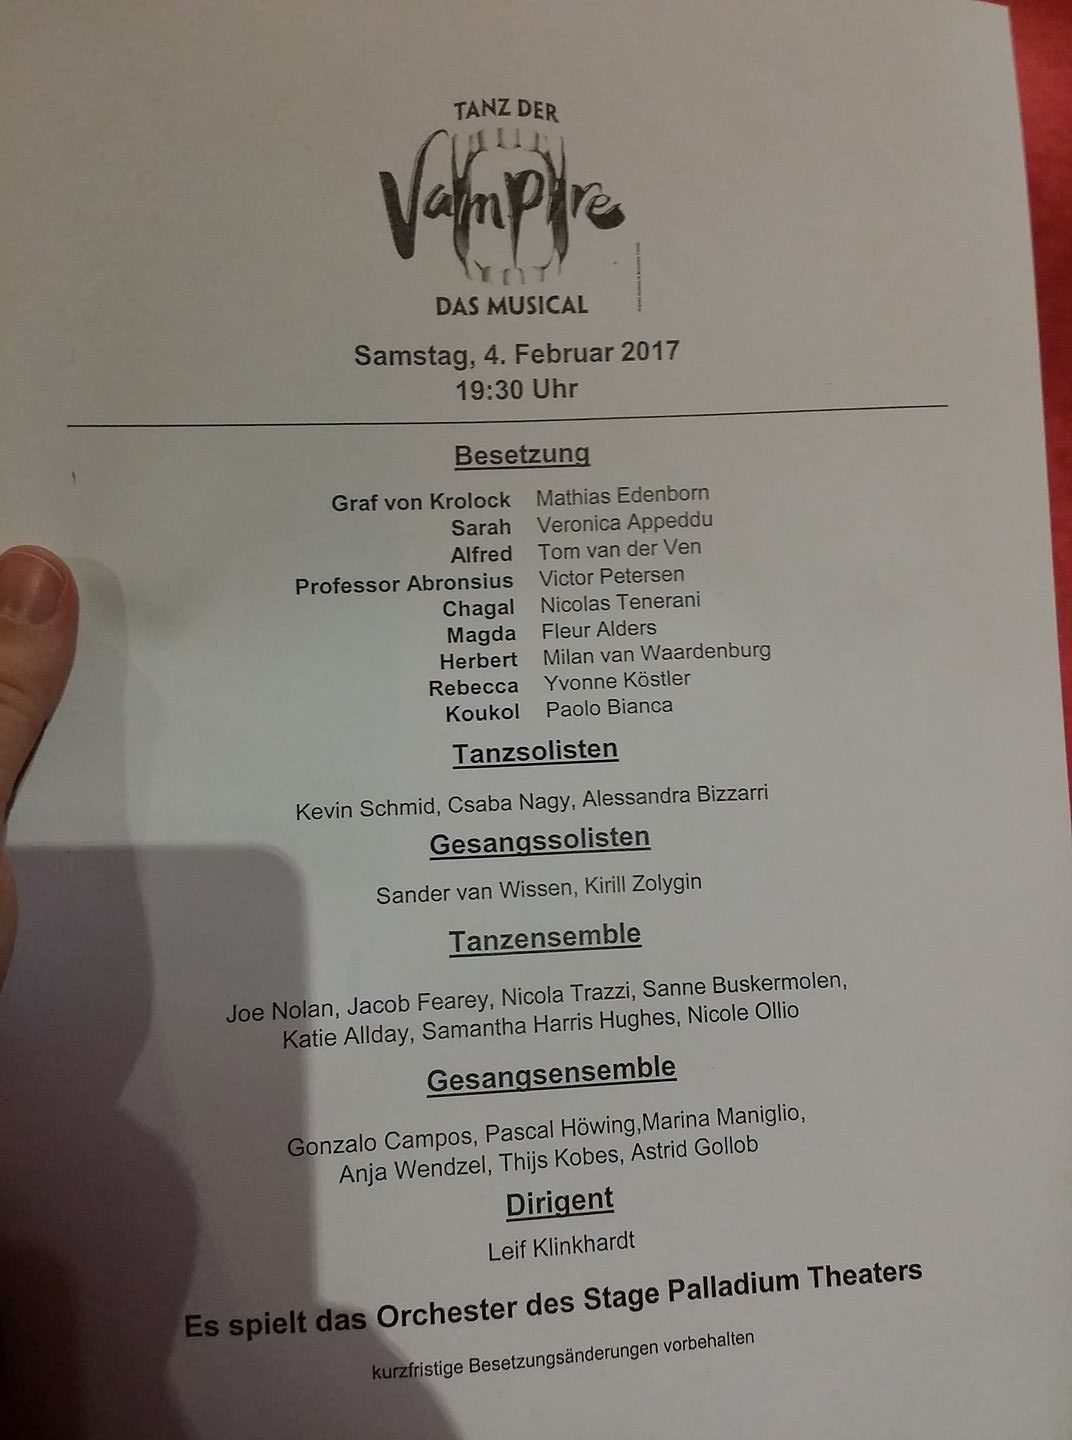 TANZ DER
Vampire
DAS MUSICAL
Samstag, 4. Februar 2017
19:30 Uhr
Besetzung
Graf von Krolock Mathias Edenborn
Sarah Veronica Appeddu
Alfred Tom van der Ven
Professor Abronsius Victor Petersen
Chagal Nicolas Tenerani
Magda Fleur Alders
Herbert Milan van Waardenburg
Rebecca Yvonne Köstler
Koukol Paolo Bianca
Tanzsolisten
Kevin Schmid, Csaba Nagy, Alessandra Bizzarri
Gesangssolisten
Sander van Wissen, Kirill Zolygin
Tanzensemble
Joe Nolan, Jacob Fearey, Nicola Trazzi, Sanne Buskermolen,
Katie Allday, Samantha Harris Hughes, Nicole Ollio
Gesangsensemble
Gonzalo Campos, Pascal Höwing,Marina Maniglio,
Anja Wendzel, Thijs Kobes, Astrid Gollob
Dirigent
Leif Klinkhardt
Es spielt das Orchester des Stage Palladium Theaters
kurzfristige Besetzungsänderungen vorbehalten